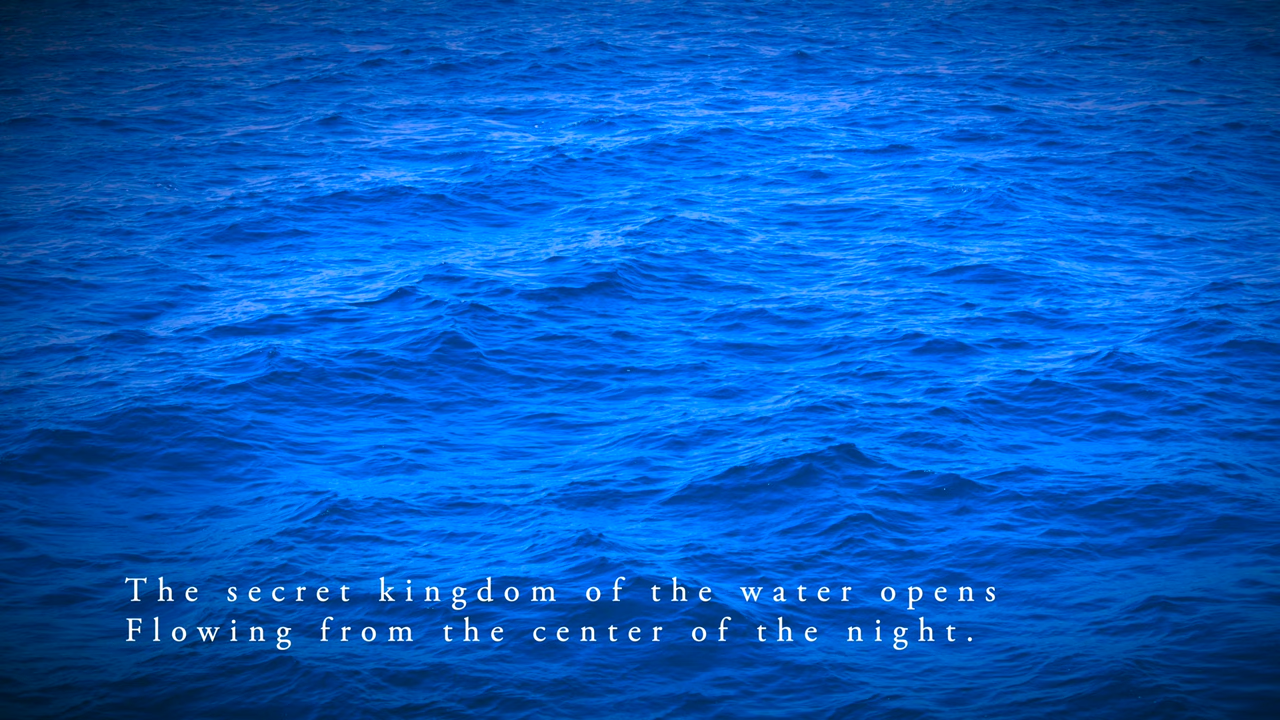 The secret kingdom of the water opens
Flowing from the center of the night.